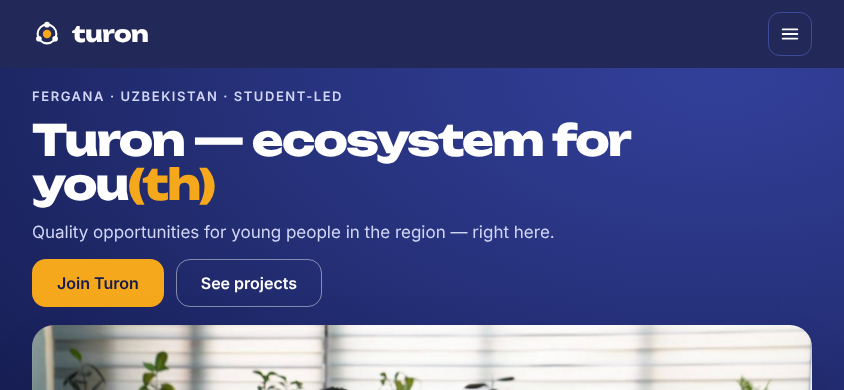 turon
FERGANA · UZBEKISTAN · STUDENT-LED
Turon — ecosystem for
you(th)
Quality opportunities for young people in the region — right here.
Join Turon
See projects